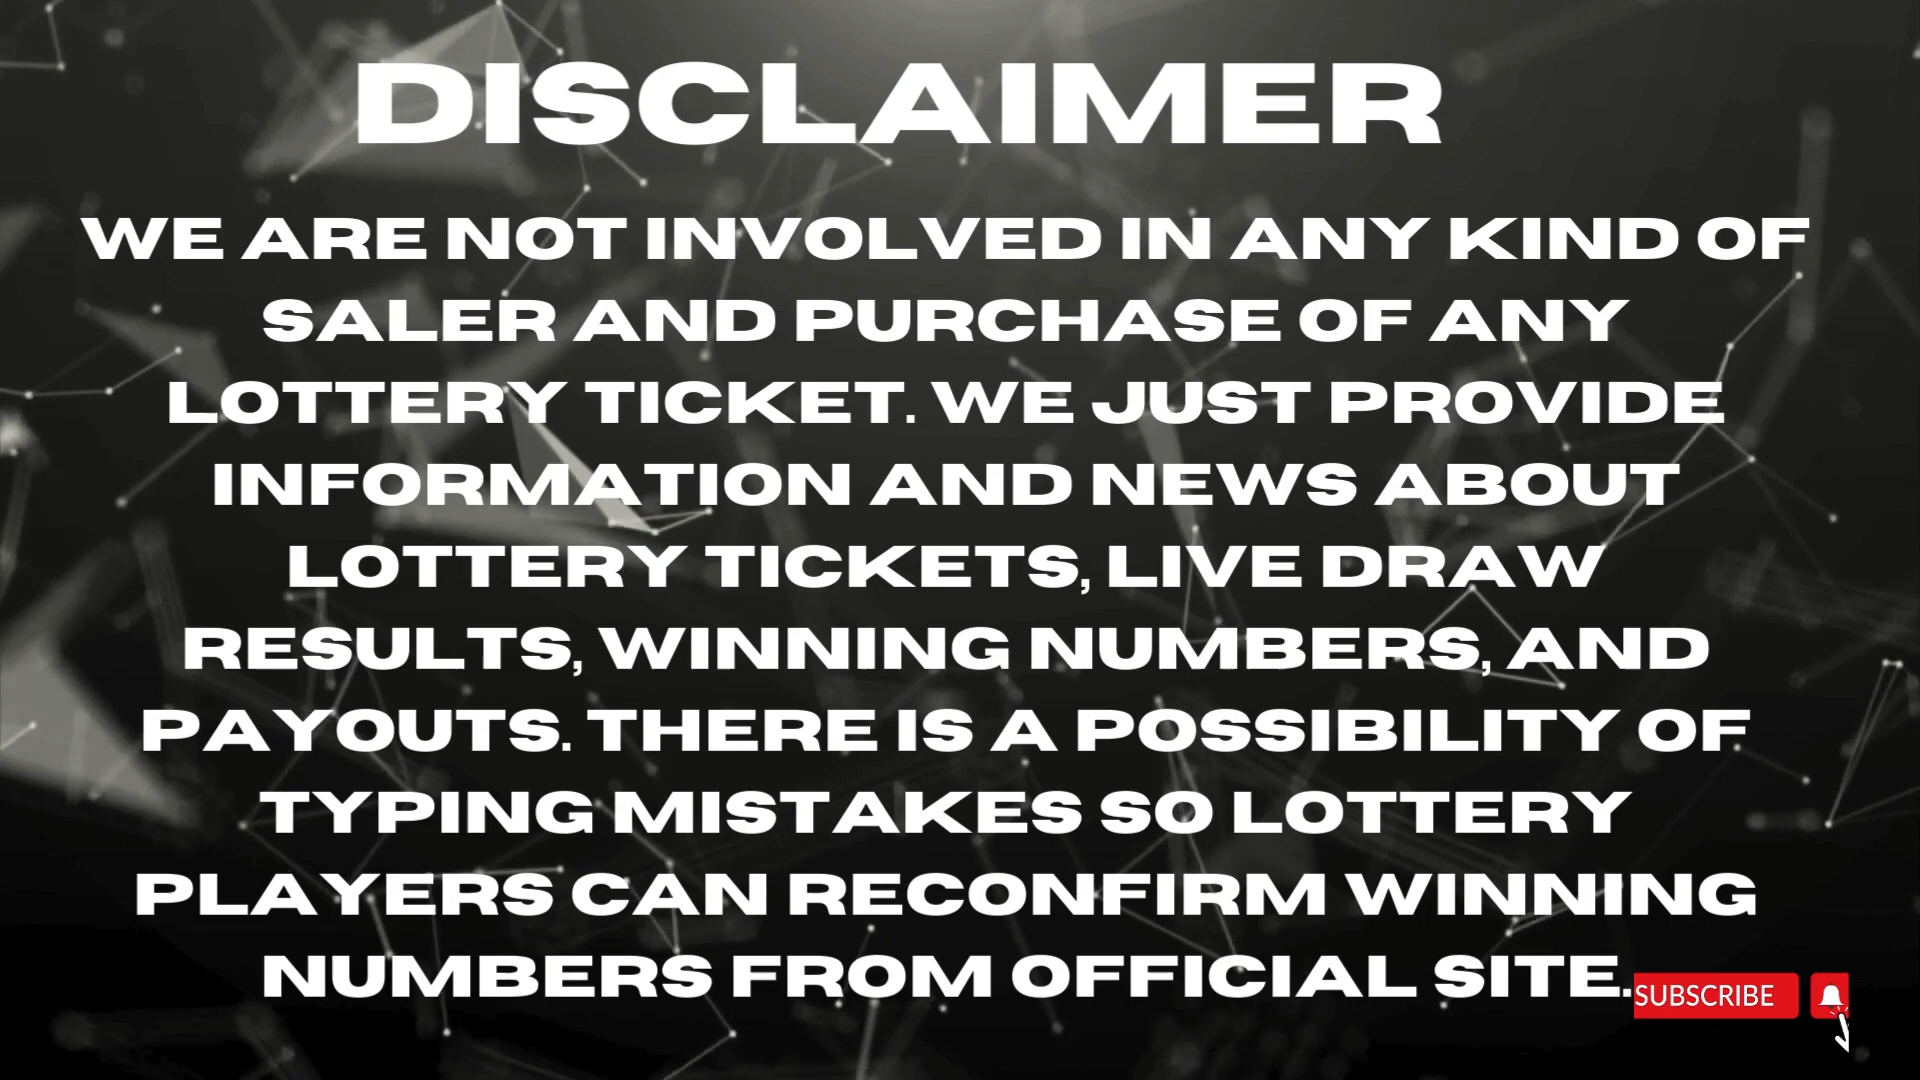 DISCLAIMER
WE ARE NOT INVOLVED IN ANY KIND OF
SALER AND PURCHASE OF ANY
LOTTERY TICKET. WE JUST PROVIDE
INFORMATION AND NEWS ABOUT
LOTTERY TICKETS, LIVE DRAW
RESULTS, WINNING NUMBERS, AND
PAYOUTS. THERE IS A POSSIBILITY OF
TYPING MISTAKES SO LOTTERY
PLAYERS CAN RECONFIRM WINNING
NUMBERS FROM OFFICIAL SITE.
SUBSCRIBE